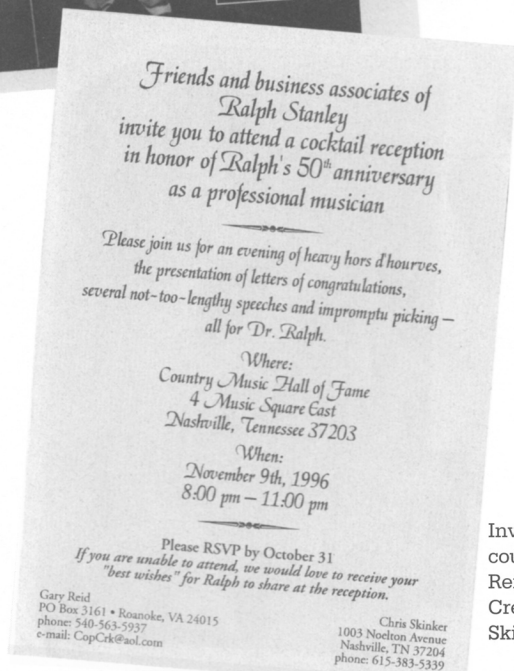 Friends and business associates of
Ralph Stanley
invite you to attend a cocktail reception
in honor of Ralph's 50th anniversary
as a professional musician
Please join us for an evening of heavy hors d'hourves,
the presentation of letters of congratulations,
several not-too-lengthy speeches and impromptu picking —
all for Dr. Ralph.
Where:
Country Music Hall of Fame
4 Music Square East
Nashville, Tennessee 37203
When:
November 9th, 1996
8:00 pm – 11:00 pm
Please RSVP by October 31
If you are unable to attend, we would love to receive your
"best wishes" for Ralph to share at the reception.
Gary Reid
PO Box 3161 • Roanoke, VA 24015
phone: 540-563-5937
e-mail: CopCrk@aol.com
Chris Skinker
1003 Noelton Avenue
Nashville, TN 37204
phone: 615-383-5339
Inv
cou
Rei
Cre
Ski